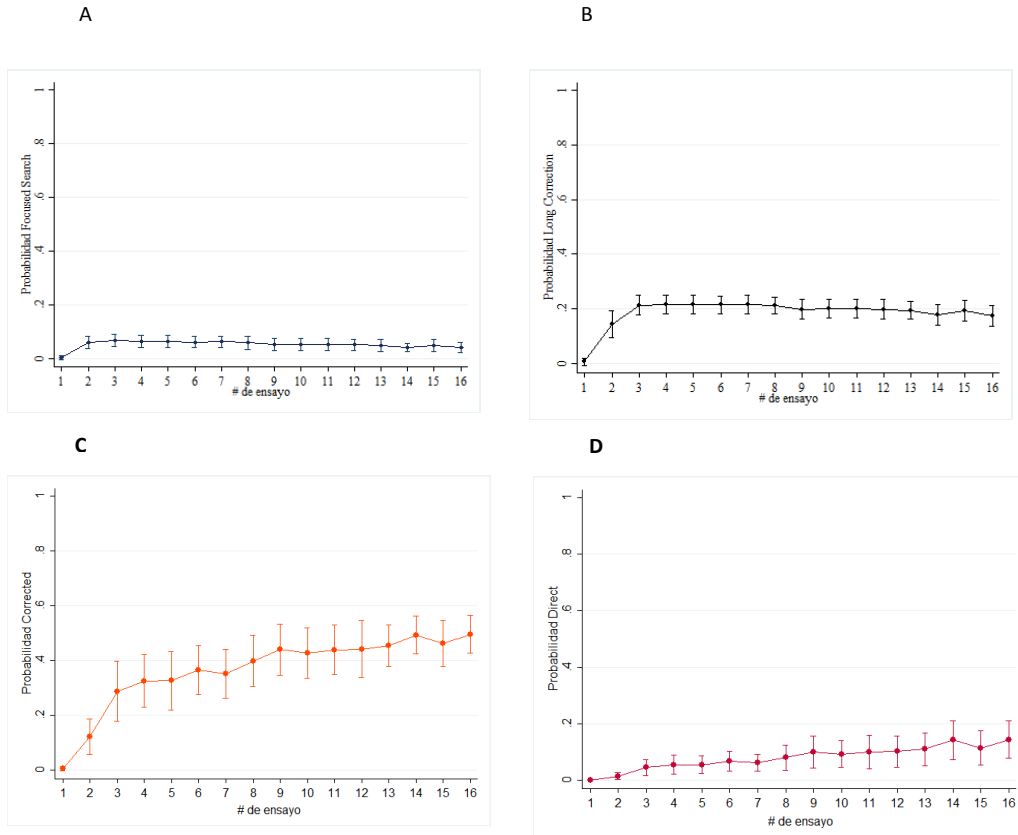 A
B
Probabilidad Focused Search
0 .2 .4 .6 .8 1
1 2 3 4 5 6 7 8 9 10 11 12 13 14 15 16
# de ensayo
Probabilidad Long Correction
0 .2 .4 .6 .8 1
1 2 3 4 5 6 7 8 9 10 11 12 13 14 15 16
# de ensayo
C
D
Probabilidad Corrected
0 .2 .4 .6 .8 1
1 2 3 4 5 6 7 8 9 10 11 12 13 14 15 16
# de ensayo
Probabilidad Direct
0 .2 .4 .6 .8 1
1 2 3 4 5 6 7 8 9 10 11 12 13 14 15 16
# de ensayo